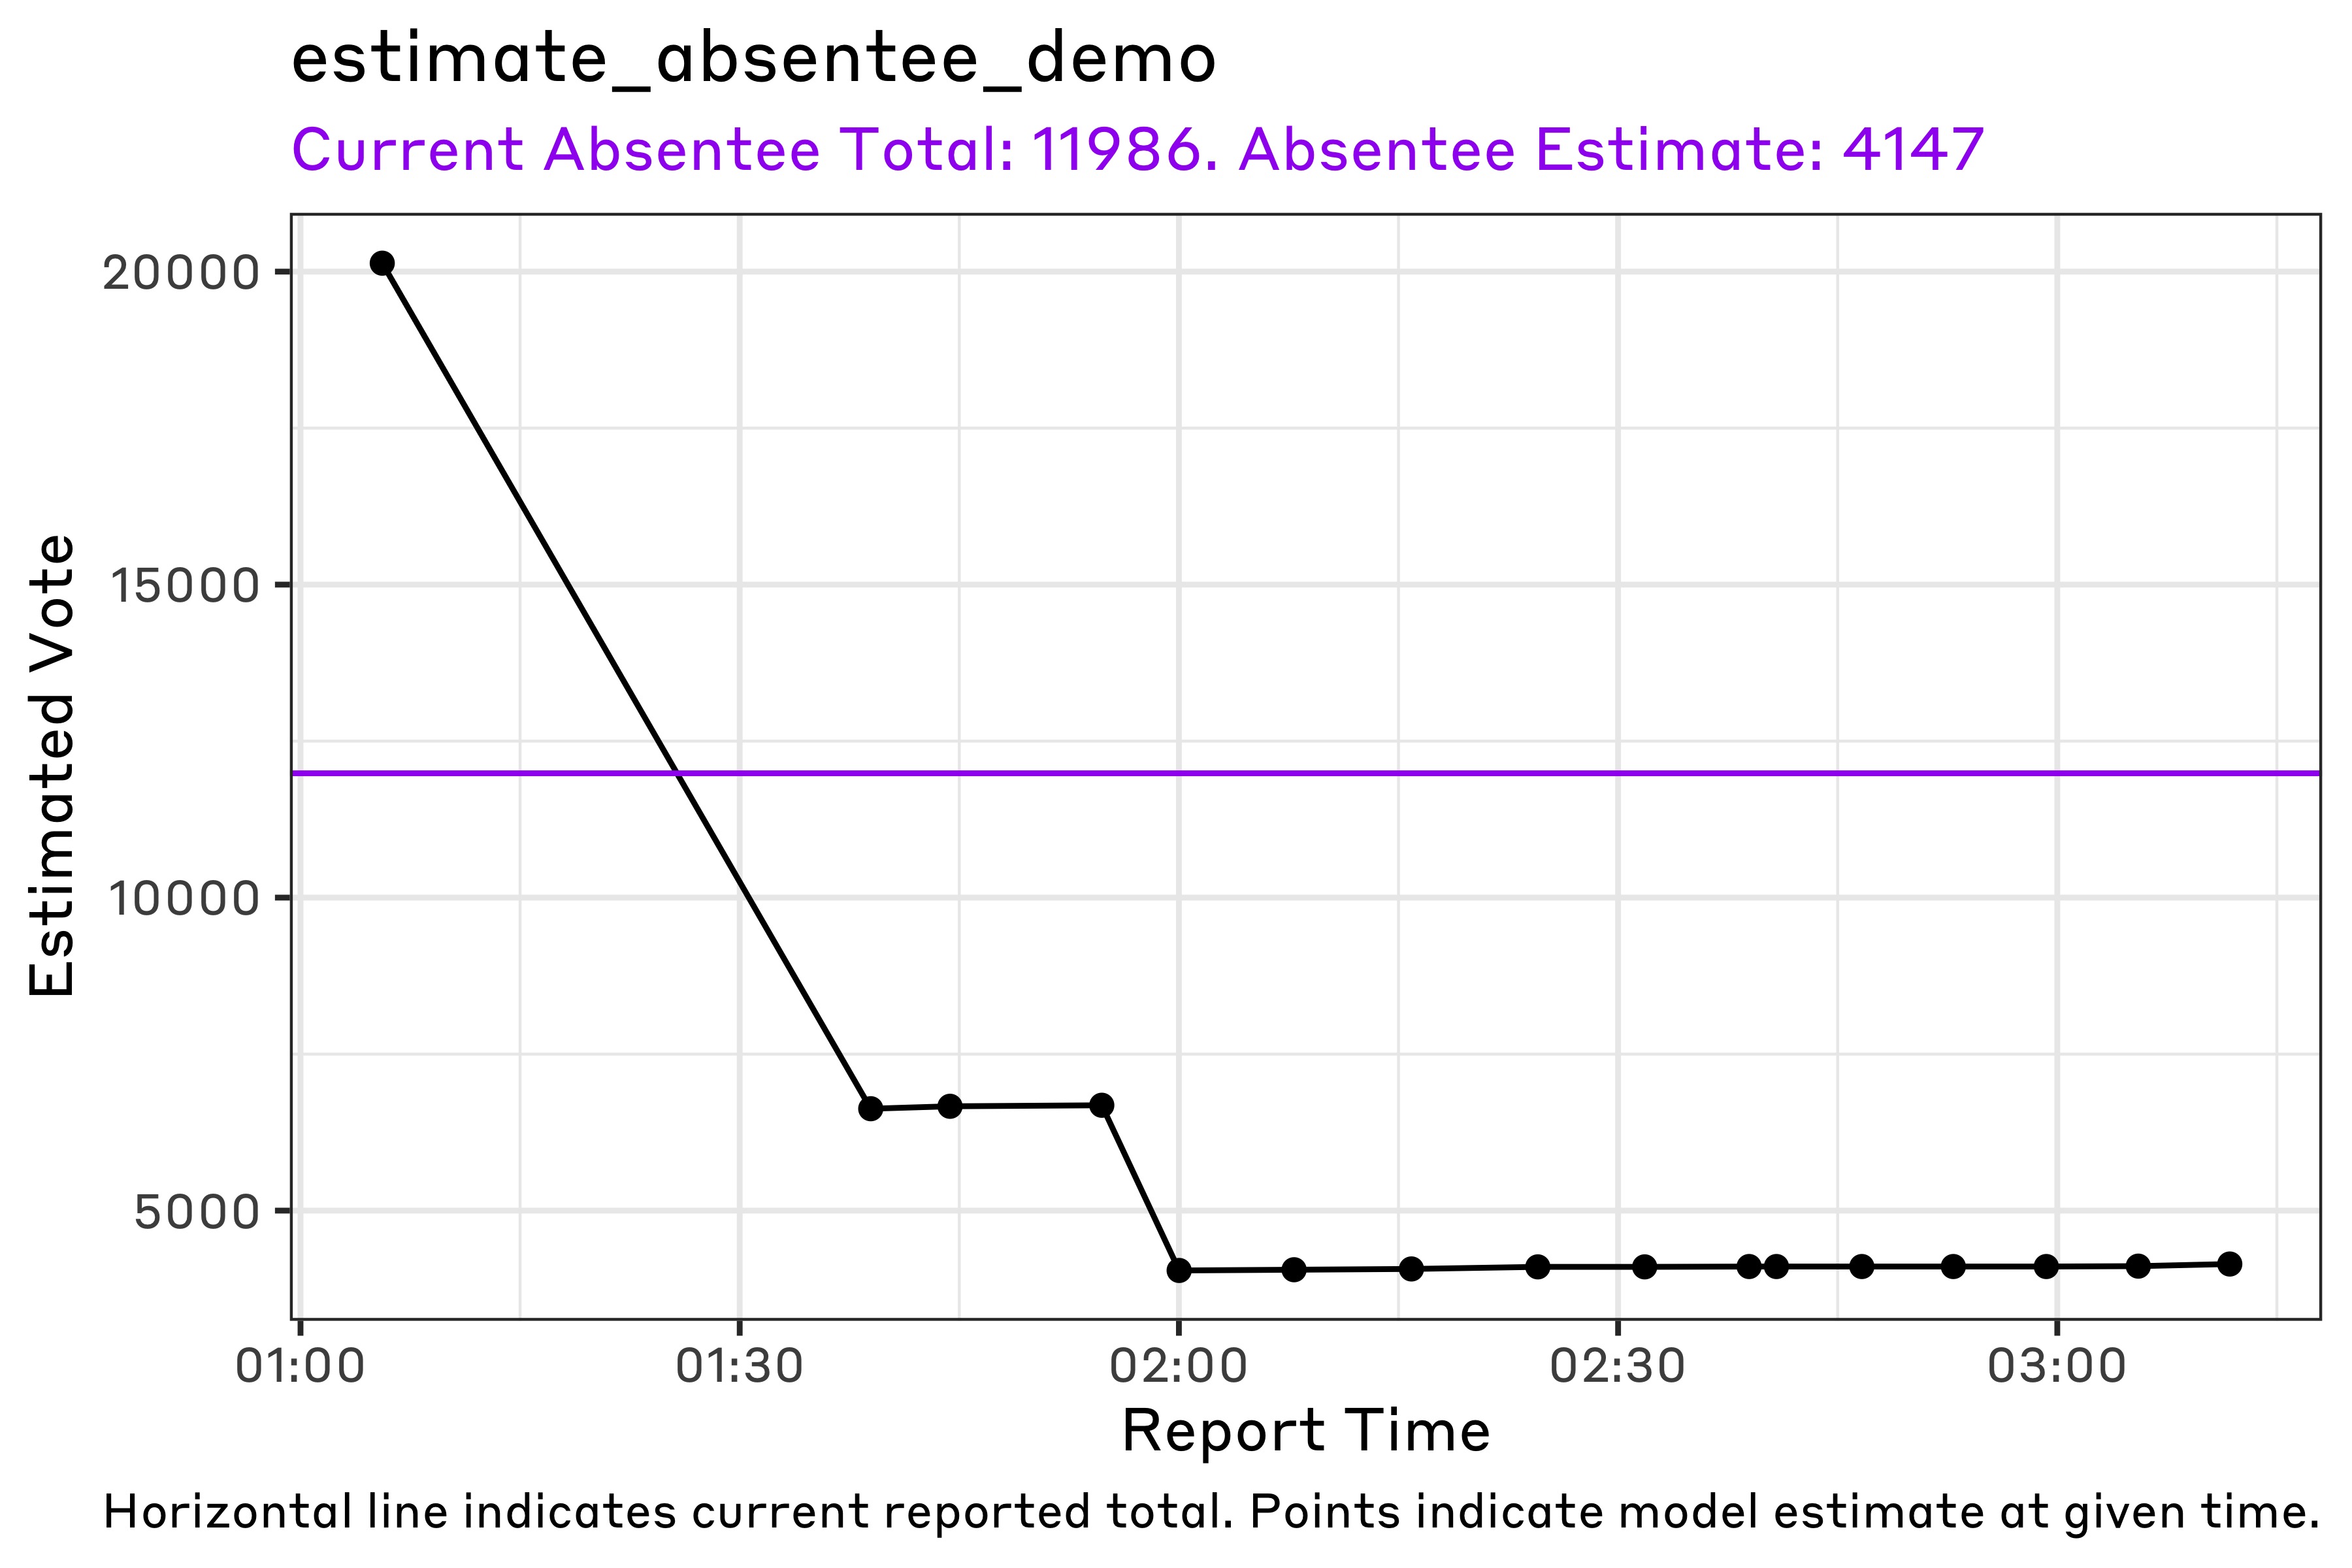 estimate_absentee_demo
Current Absentee Total: 11986. Absentee Estimate: 4147
Estimated Vote
20000
15000
10000
5000
01:00 01:30 02:00 02:30 03:00
Report Time
Horizontal line indicates current reported total. Points indicate model estimate at given time.